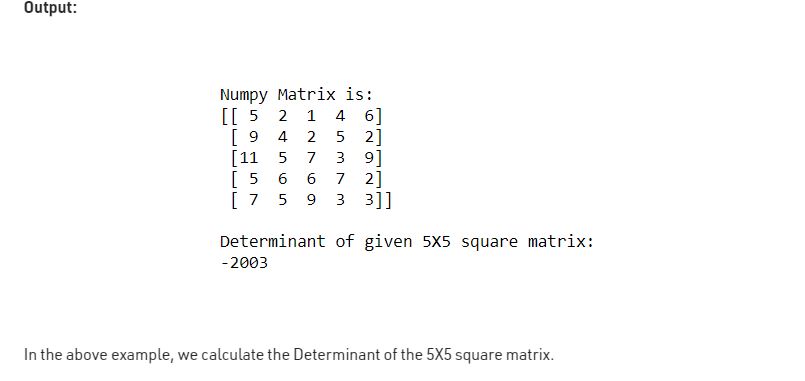 Output:
Numpy Matrix is:
[[ 5 2 1 4 6]
[ 9 4 2 5 2]
[11 5 7 3 9]
[ 5 6 6 7 2]
[ 7 5 9 3 3]]
Determinant of given 5X5 square matrix:
-2003
In the above example, we calculate the Determinant of the 5X5 square matrix.